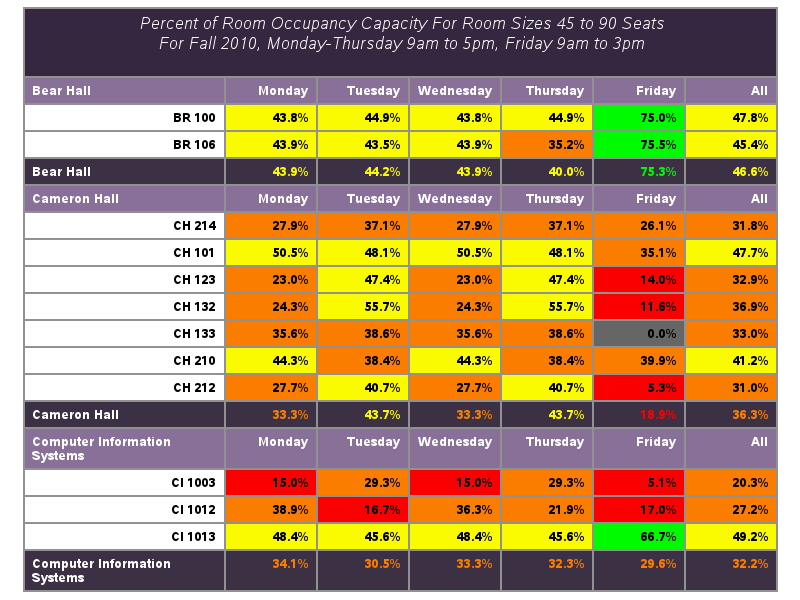 Percent of Room Occupancy Capacity For Room Sizes 45 to 90 Seats
For Fall 2010, Monday-Thursday 9am to 5pm, Friday 9am to 3pm
Bear Hall Monday Tuesday Wednesday Thursday Friday All
BR 100 43.8% 44.9% 43.8% 44.9% 75.0% 47.8%
BR 106 43.9% 43.5% 43.9% 35.2% 75.5% 45.4%
Bear Hall 43.9% 44.2% 43.9% 40.0% 75.3% 46.6%
Cameron Hall Monday Tuesday Wednesday Thursday Friday All
CH 214 27.9% 37.1% 27.9% 37.1% 26.1% 31.8%
CH 101 50.5% 48.1% 50.5% 48.1% 35.1% 47.7%
CH 123 23.0% 47.4% 23.0% 47.4% 14.0% 32.9%
CH 132 24.3% 55.7% 24.3% 55.7% 11.6% 36.9%
CH 133 35.6% 38.6% 35.6% 38.6% 0.0% 33.0%
CH 210 44.3% 38.4% 44.3% 38.4% 39.9% 41.2%
CH 212 27.7% 40.7% 27.7% 40.7% 5.3% 31.0%
Cameron Hall 33.3% 43.7% 33.3% 43.7% 18.9% 36.3%
Computer Information Monday Tuesday Wednesday Thursday Friday All
Systems
CI 1003 15.0% 29.3% 15.0% 29.3% 5.1% 20.3%
CI 1012 38.9% 16.7% 36.3% 21.9% 17.0% 27.2%
CI 1013 48.4% 45.6% 48.4% 45.6% 66.7% 49.2%
Computer Information 34.1% 30.5% 33.3% 32.3% 29.6% 32.2%
Systems